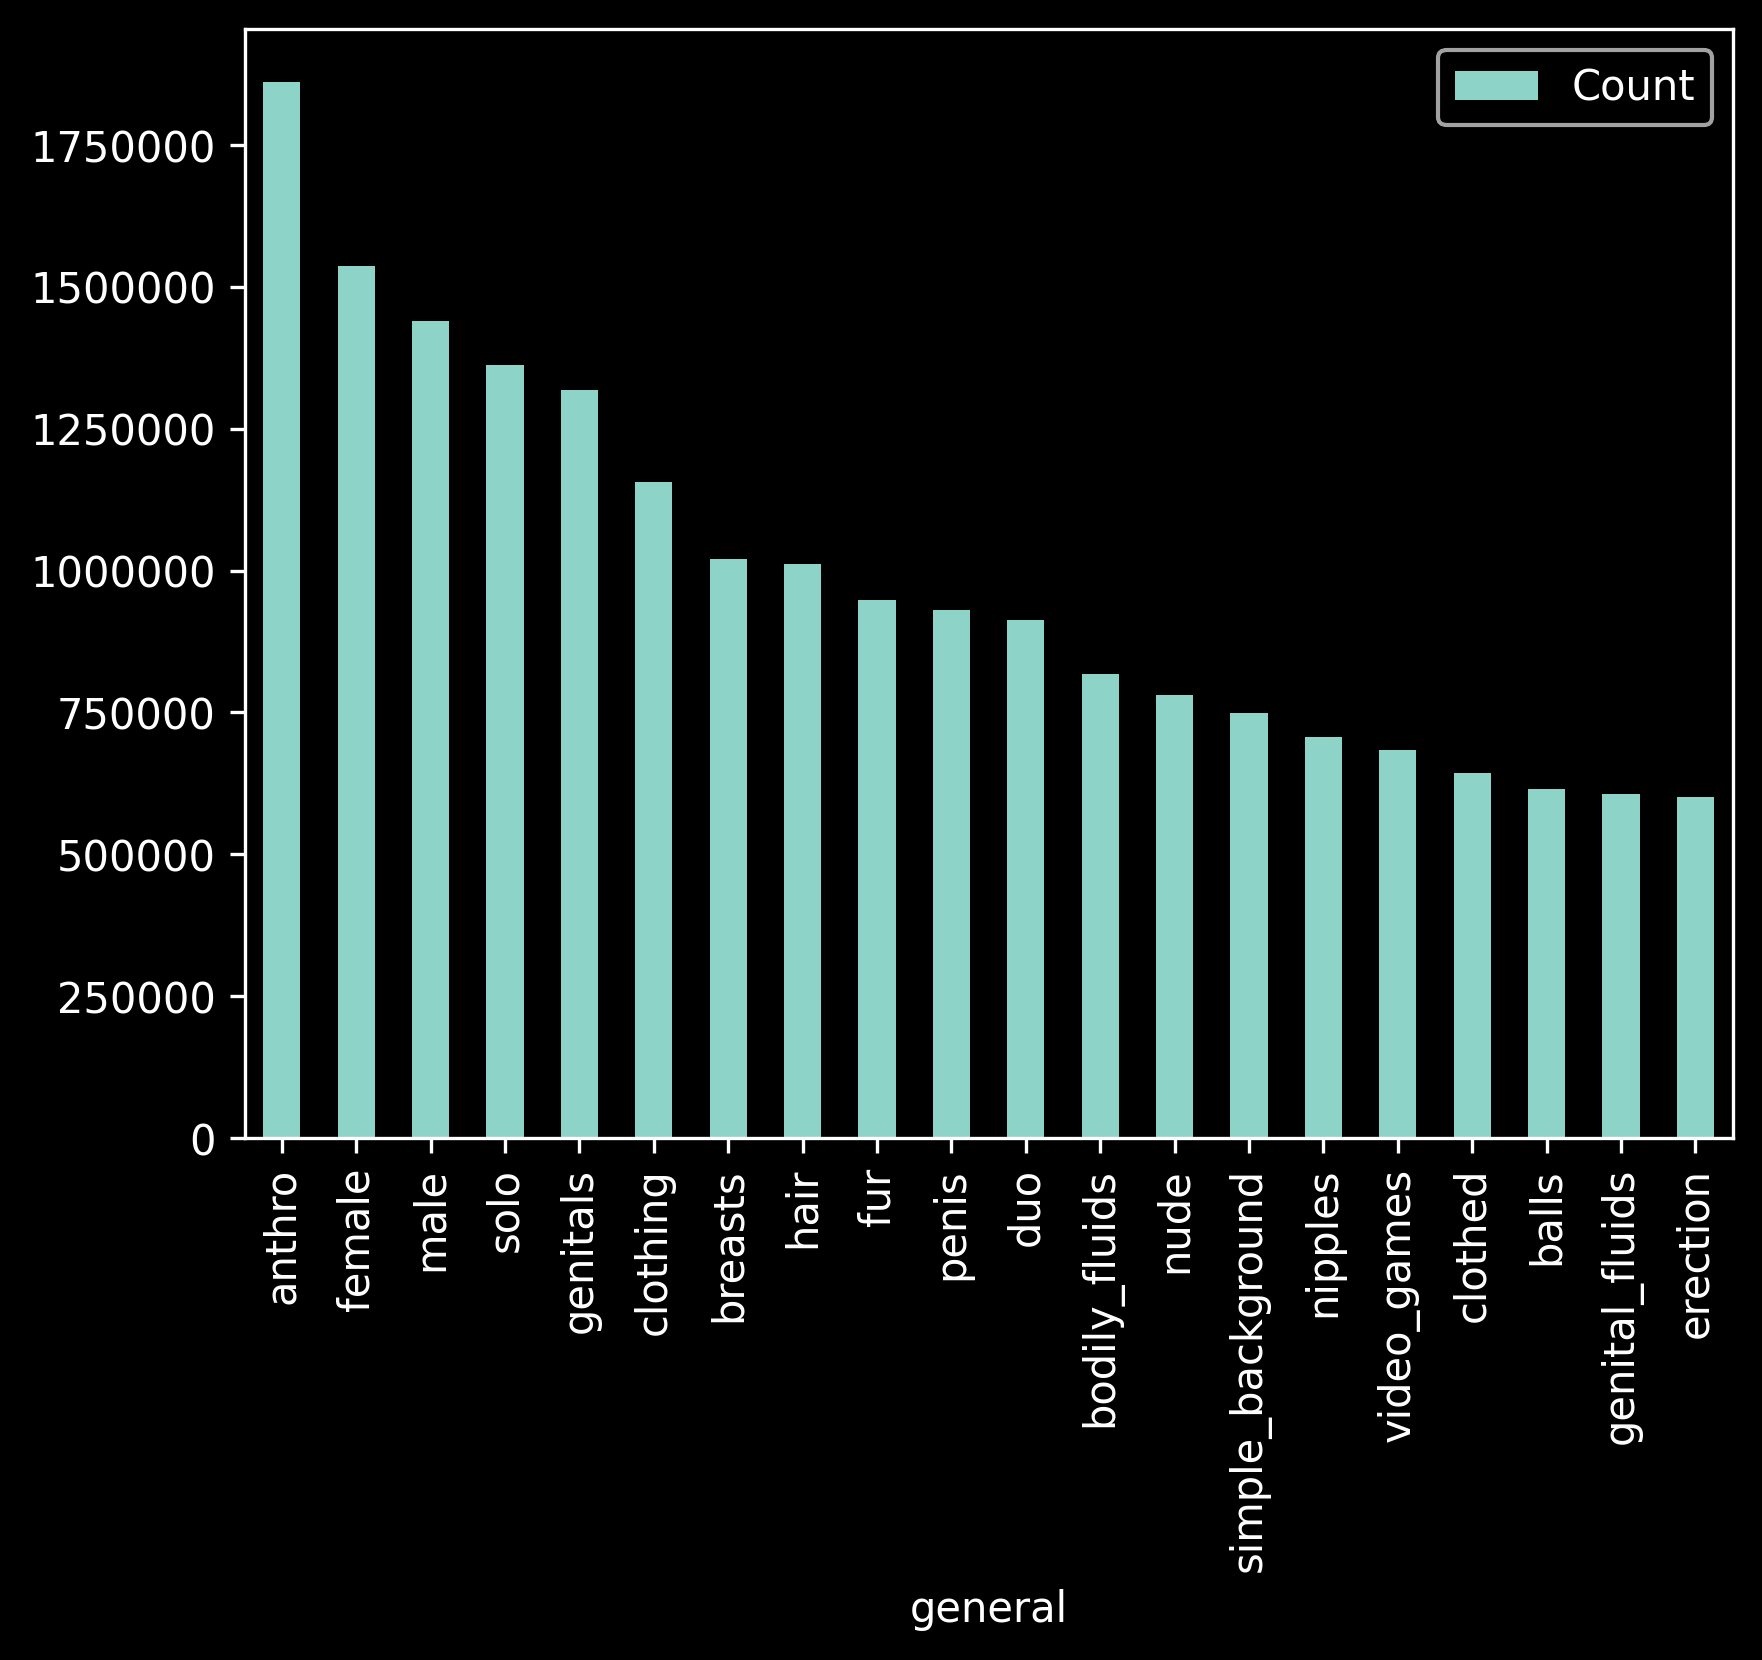 Count
1750000
1500000
1250000
1000000
750000
500000
250000
0
anthro
female
male
solo
genitals
clothing
breasts
hair
fur
penis
duo
bodily_fluids
nude
simple_background
nipples
video_games
clothed
balls
genital_fluids
erection
general